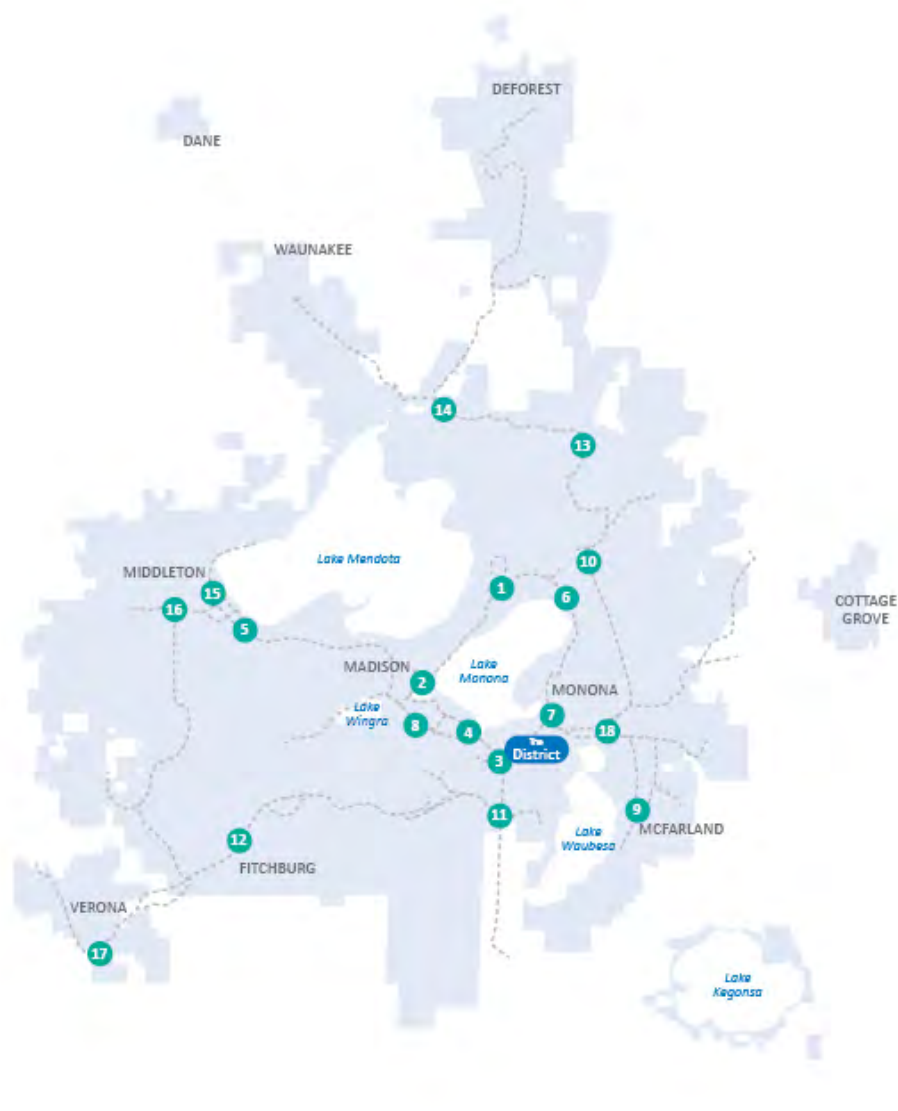 DEFOREST
DANE
WAUNAKEE
14
13
Lake Mendota
10
MIDDLETON
15
1
6
16
COTTAGE
GROVE
5
MADISON
Lake
Monona
2
MONONA
Lake
Wingra
7
8
4
18
The
District
3
9
11
MCFARLAND
Lake
Waubesa
12
FITCHBURG
VERONA
17
Lake
Kegonsa